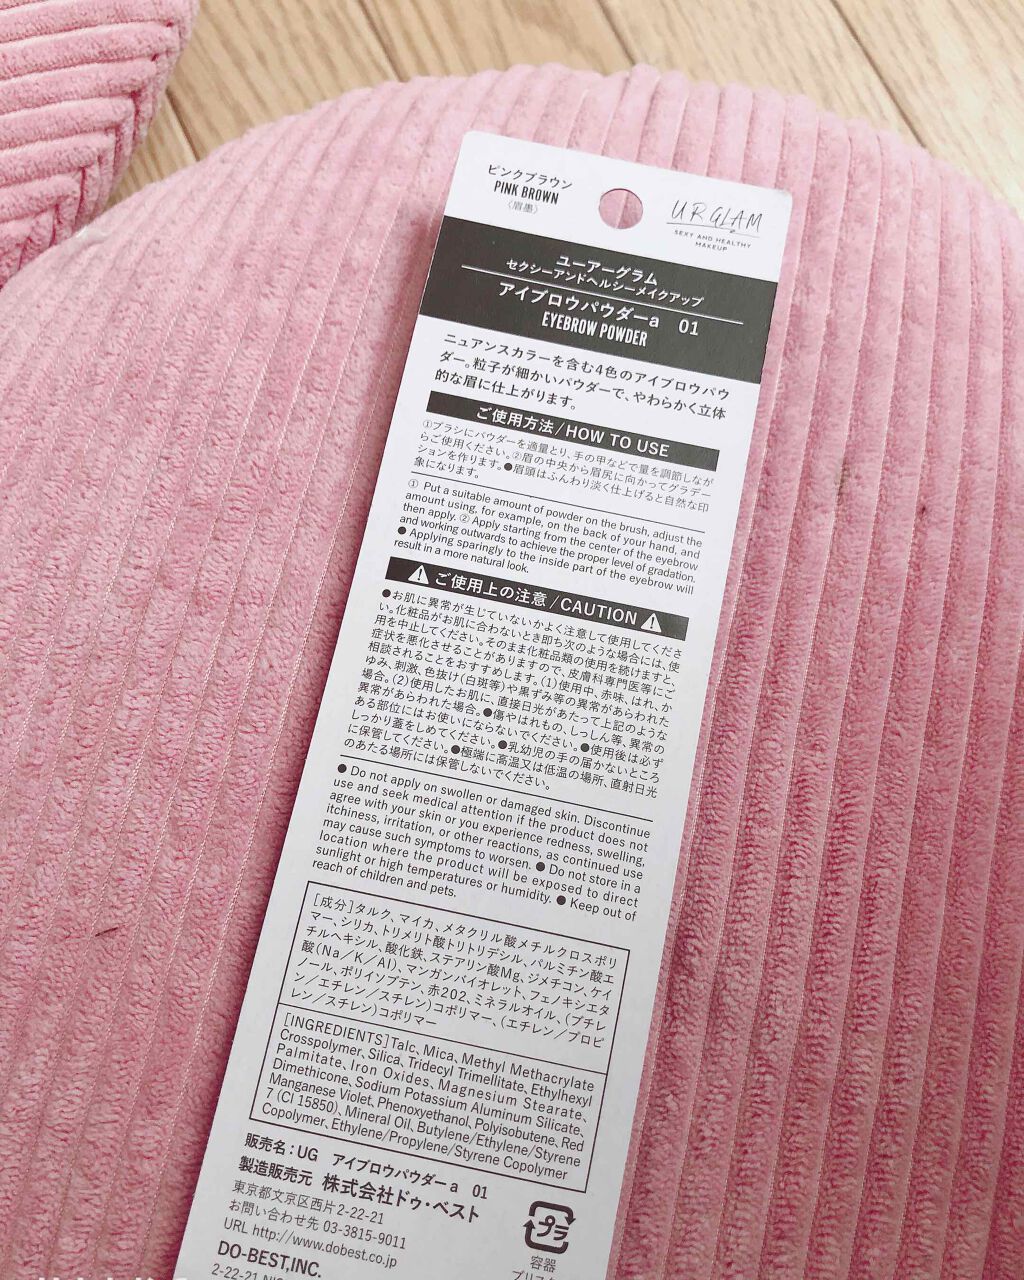 ピンクブラウン
PINK BROWN
〈眉墨〉
UR GLAM
SEXY AND HEALTHY
MAKEUP
ユーアーグラム
セクシーアンドヘルシーメイクアップ
アイブロウパウダーa 01
EYEBROW POWDER
ニュアンスカラーを含む4色のアイブロウパウ
ダー。粒子が細かいパウダーで、やわらかく立体
的な眉に仕上がります。
ご使用方法/HOW TO USE
①ブラシにパウダーを適量とり、手の甲などで量を調節しなが
らご使用ください。②眉の中央から眉尻に向かってグラデー
ションを作ります。●眉頭はふんわり淡く仕上げると自然な印
象になります。
① Put a suitable amount of powder on the brush, adjust the
amount using, for example, on the back of your hand, and
then apply. ② Apply starting from the center of the eyebrow
and working outwards to achieve the proper level of gradation.
● Applying sparingly to the inside part of the eyebrow will
result in a more natural look.
ご使用上の注意/CAUTION
●お肌に異常が生じていないかよく注意して使用してくださ
い。化粧品がお肌に合わないとき即ち次のような場合には、使
用を中止してください。そのまま化粧品類の使用を続けますと、
症状を悪化させることがありますので、皮膚科専門医等にご
相談されることをおすすめします。(1)使用中、赤味、はれ、か
ゆみ、刺激、色抜け(白斑等)や黒ずみ等の異常があらわれた
場合。(2)使用したお肌に、直接日光があたって上記のような
異常があらわれた場合。●傷やはれもの、しっしん等、異常の
ある部位にはお使いにならないでください。●使用後は必ず
しっかり蓋をしめてください。●乳幼児の手の届かないところ
に保管してください。●極端に高温又は低温の場所、直射日光
のあたる場所には保管しないでください。
● Do not apply on swollen or damaged skin. Discontinue
use and seek medical attention if the product does not
agree with your skin or you experience redness, swelling,
itchiness, irritation, or other reactions, as continued use
may cause such symptoms to worsen. ● Do not store in a
location where the product will be exposed to direct
sunlight or high temperatures or humidity. ● Keep out of
reach of children and pets.
[成分]タルク、マイカ、メタクリル酸メチルクロスポリ
マー、シリカ、トリメリト酸トリトリデシル、パルミチン酸エ
チルヘキシル、酸化鉄、ステアリン酸Mg、ジメチコン、ケイ
酸(Na/K/Al)、マンガンバイオレット、フェノキシエタ
ノール、ポリイソブテン、赤202、ミネラルオイル、(ブチレ
ン/エチレン/スチレン)コポリマー、(エチレン/プロピ
レン/スチレン)コポリマー
[INGREDIENTS]Talc, Mica, Methyl Methacrylate
Crosspolymer, Silica, Tridecyl Trimellitate, Ethylhexyl
Palmitate, Iron Oxides, Magnesium Stearate,
Dimethicone, Sodium Potassium Aluminum Silicate,
Manganese Violet, Phenoxyethanol, Polyisobutene, Red
7 (CI 15850), Mineral Oil, Butylene/Ethylene/Styrene
Copolymer, Ethylene/Propylene/Styrene Copolymer
販売名：UG アイブロウパウダーa 01
製造販売元 株式会社ドゥ・ベスト
東京都文京区西片2-22-21
お問い合わせ先 03-3815-9011
URL http://www.dobest.co.jp
DO-BEST,INC.
プラ
容器